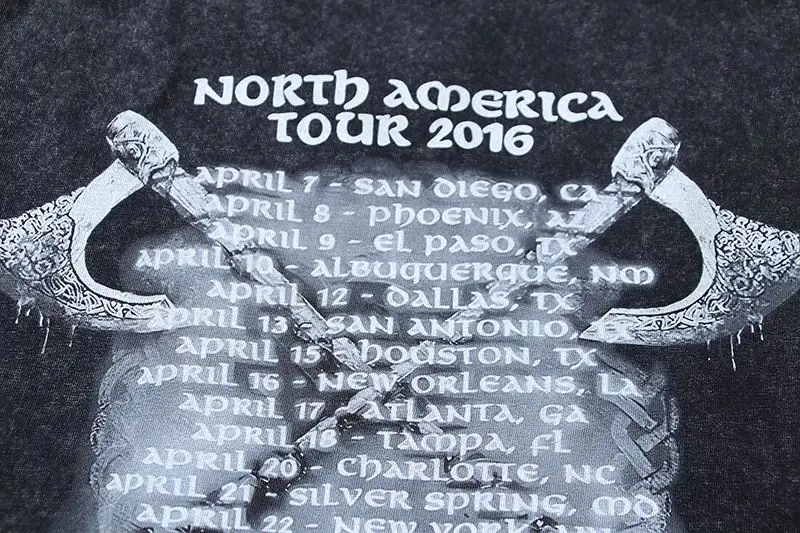 NORTH AMERICA
TOUR 2016
APRIL 7 - SAN DIEGO, CA
APRIL 8 - PHOENIX, AZ
APRIL 9 - EL PASO, TX
APRIL 10 - ALBUQUERQUE, NM
APRIL 12 - DALLAS, TX
APRIL 13 - SAN ANTONIO, TX
APRIL 15 - HOUSTON, TX
APRIL 16 - NEW ORLEANS, LA
APRIL 17 - ATLANTA, GA
APRIL 18 - TAMPA, FL
APRIL 20 - CHARLOTTE, NC
APRIL 21 - SILVER SPRING, MD
APRIL 22 - NEW YORK,